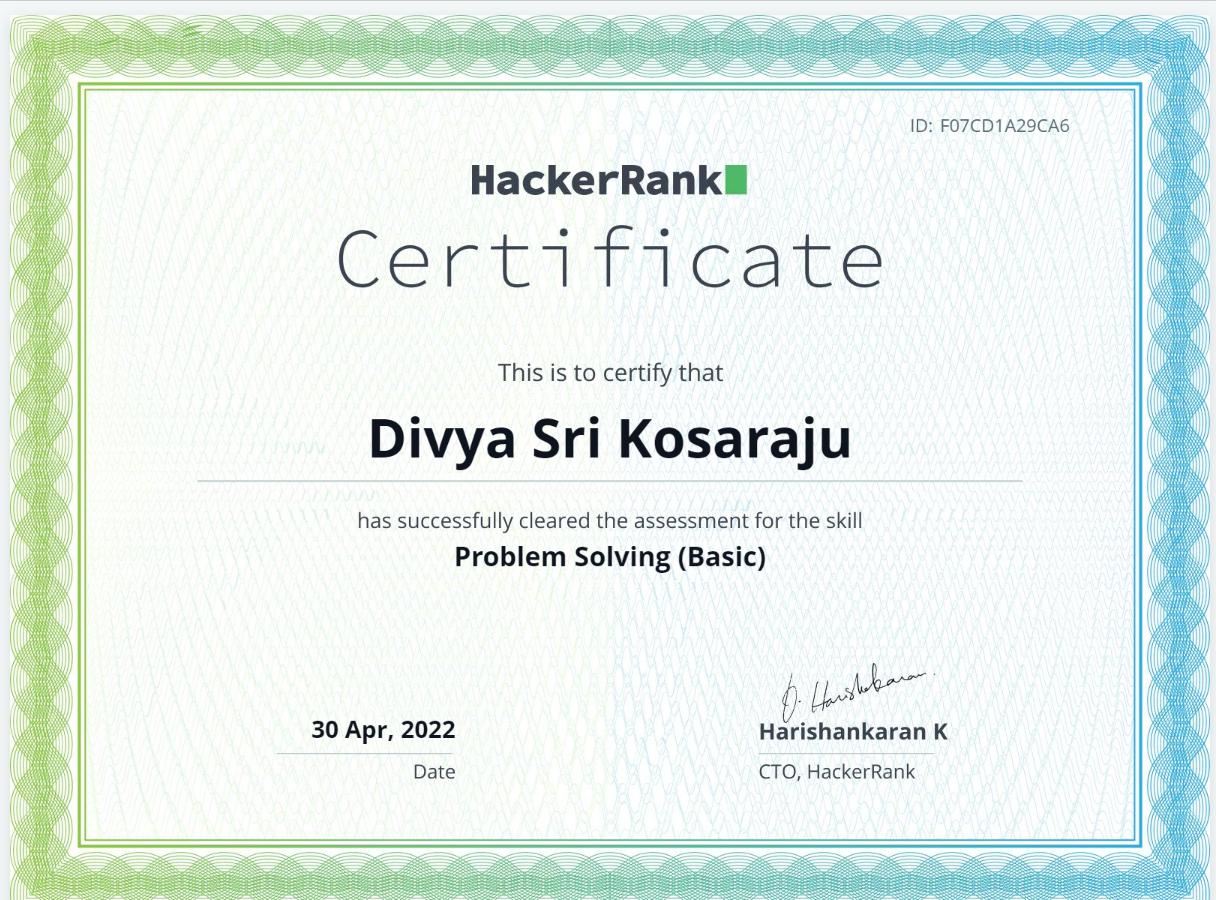 ID: F07CD1A29CA6
HackerRank
Certificate
This is to certify that
Divya Sri Kosaraju
has successfully cleared the assessment for the skill
Problem Solving (Basic)
30 Apr, 2022
Date
Harishankaran K
CTO, HackerRank